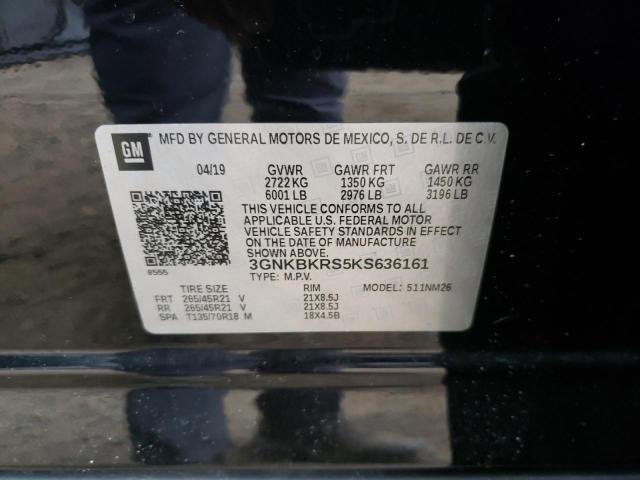 GM
MFD BY GENERAL MOTORS DE MEXICO, S. DE R.L. DE C.V.
04/19 GVWR GAWR FRT GAWR RR
2722 KG 1350 KG 1450 KG
6001 LB 2976 LB 3196 LB
THIS VEHICLE CONFORMS TO ALL
APPLICABLE U.S. FEDERAL MOTOR
VEHICLE SAFETY STANDARDS IN EFFECT
ON THE DATE OF MANUFACTURE
SHOWN ABOVE.
3GNKBKRS5KS636161
8555
TYPE: M.P.V.
TIRE SIZE RIM MODEL: 511NM26
FRT 265/45R21 V 21X8.5J
RR 265/45R21 V 21X8.5J
SPA T135/70R18 M 18X4.5B